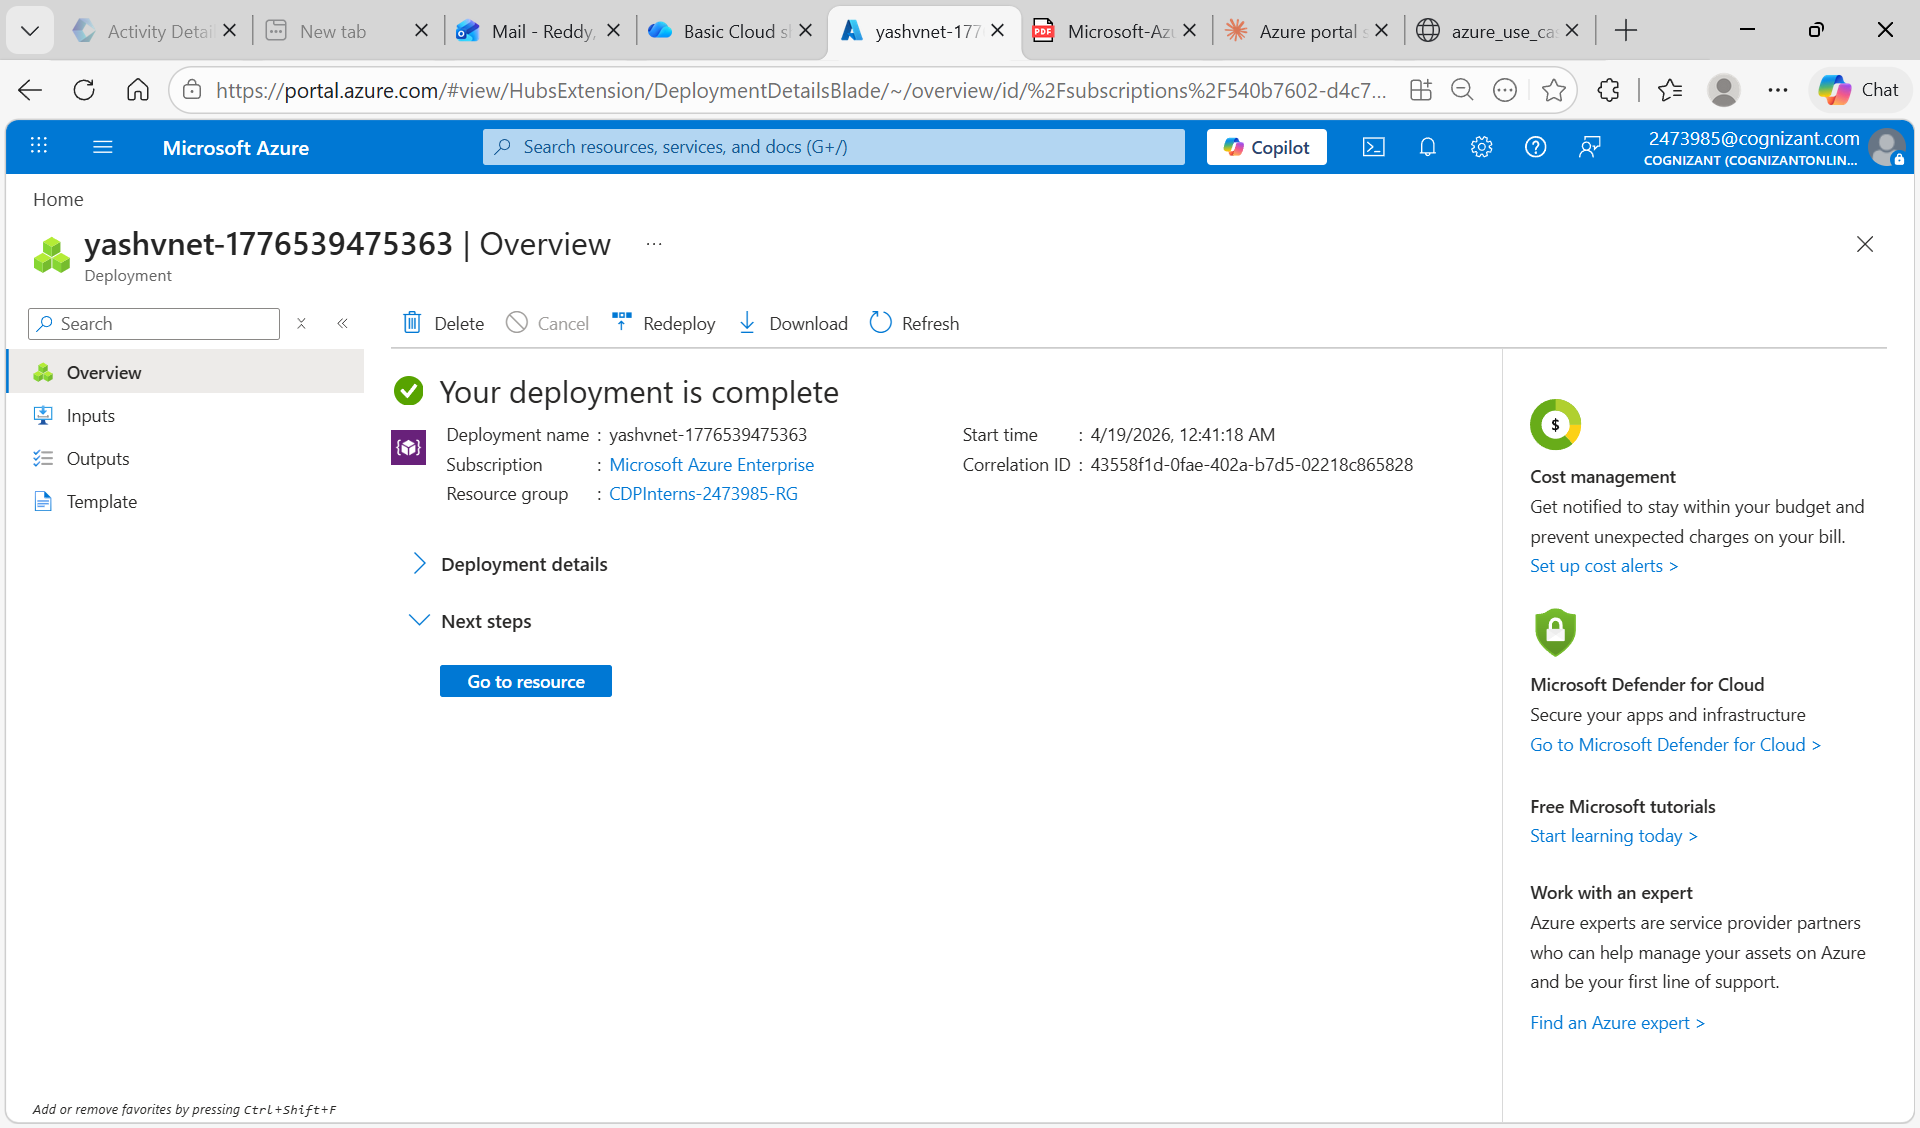 Activity Detai
New tab
Mail - Reddy,
Basic Cloud s
yashvnet-177
PDF
Microsoft-Azu
Azure portal s
azure_use_cas
https://portal.azure.com/#view/HubsExtension/DeploymentDetailsBlade/~/overview/id/%2Fsubscriptions%2F540b7602-d4c7...
Chat
Microsoft Azure
Search resources, services, and docs (G+/)
Copilot
2473985@cognizant.com
COGNIZANT (COGNIZANTONLIN...
Home
yashvnet-1776539475363 | Overview
...
Deployment
Search
Delete
Cancel
Redeploy
Download
Refresh
Overview
Inputs
Outputs
Template
Your deployment is complete
Deployment name : yashvnet-1776539475363
Subscription : Microsoft Azure Enterprise
Resource group : CDPInterns-2473985-RG
Start time : 4/19/2026, 12:41:18 AM
Correlation ID : 43558f1d-0fae-402a-b7d5-02218c865828
Deployment details
Next steps
Go to resource
$
Cost management
Get notified to stay within your budget and
prevent unexpected charges on your bill.
Set up cost alerts >
Microsoft Defender for Cloud
Secure your apps and infrastructure
Go to Microsoft Defender for Cloud >
Free Microsoft tutorials
Start learning today >
Work with an expert
Azure experts are service provider partners
who can help manage your assets on Azure
and be your first line of support.
Find an Azure expert >
Add or remove favorites by pressing Ctrl+Shift+F